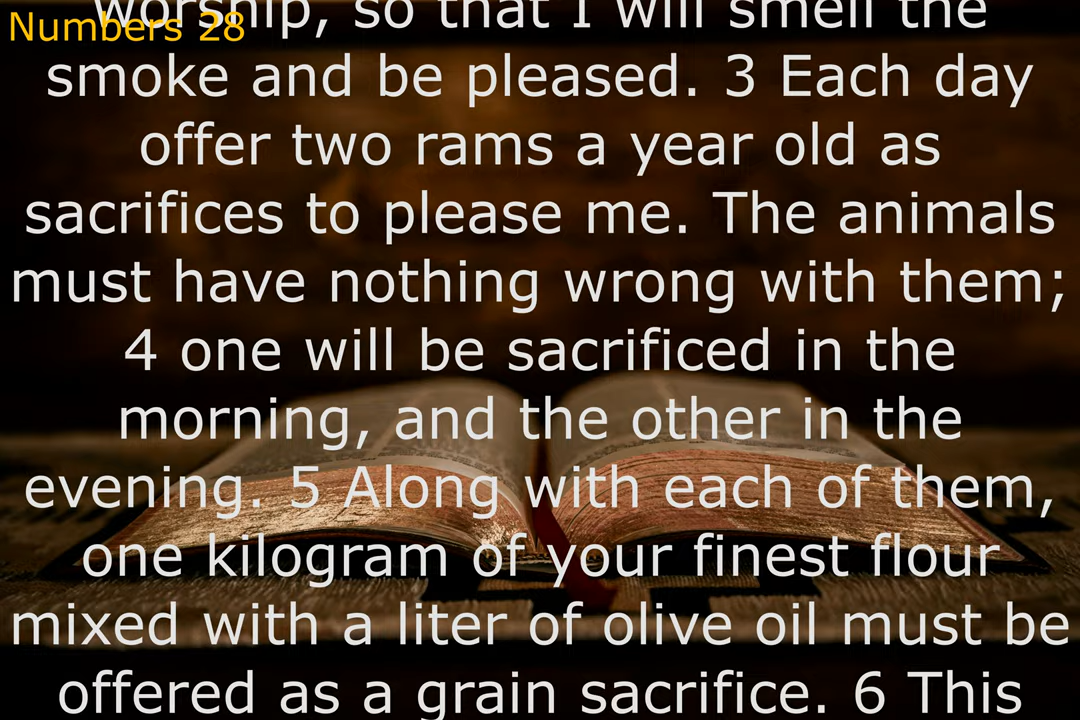 Numbers 28
worship, so that I will smell the
smoke and be pleased. 3 Each day
offer two rams a year old as
sacrifices to please me. The animals
must have nothing wrong with them;
4 one will be sacrificed in the
morning, and the other in the
evening. 5 Along with each of them,
one kilogram of your finest flour
mixed with a liter of olive oil must be
offered as a grain sacrifice. 6 This